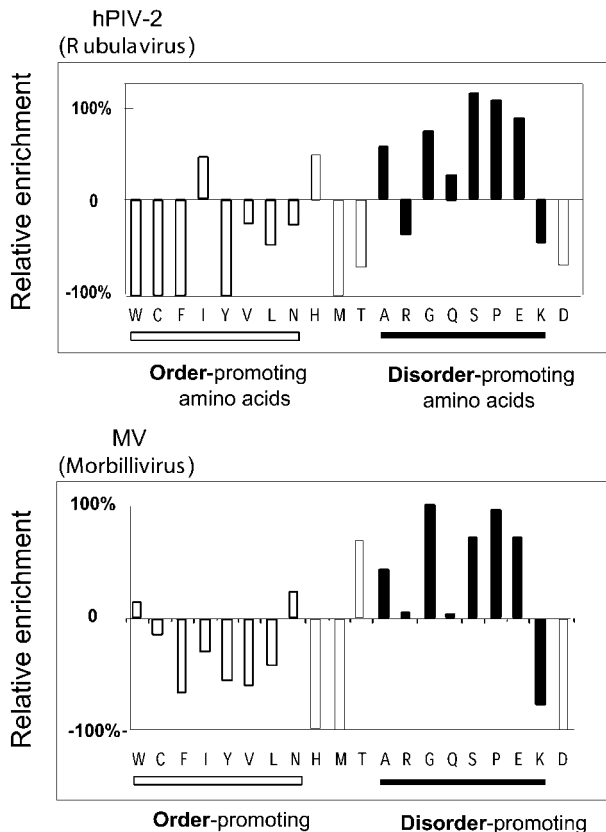 hPIV-2
(Rubulavirus)
Relative enrichment
100%
0
-100%
W C F I Y V L N H M T A R G Q S P E K D
Order-promoting
amino acids
Disorder-promoting
amino acids
MV
(Morbillivirus)
Relative enrichment
100%
0
-100%-
W C F I Y V L N H M T A R G Q S P E K D
Order-promoting
Disorder-promoting